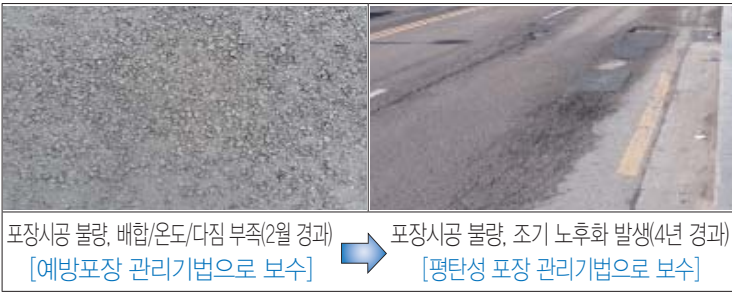 포장시공 불량, 배합/온도/다짐 부족(2월 경과)
[예방포장 관리기법으로 보수]
포장시공 불량, 조기 노후화 발생(4년 경과)
[평탄성 포장 관리기법으로 보수]